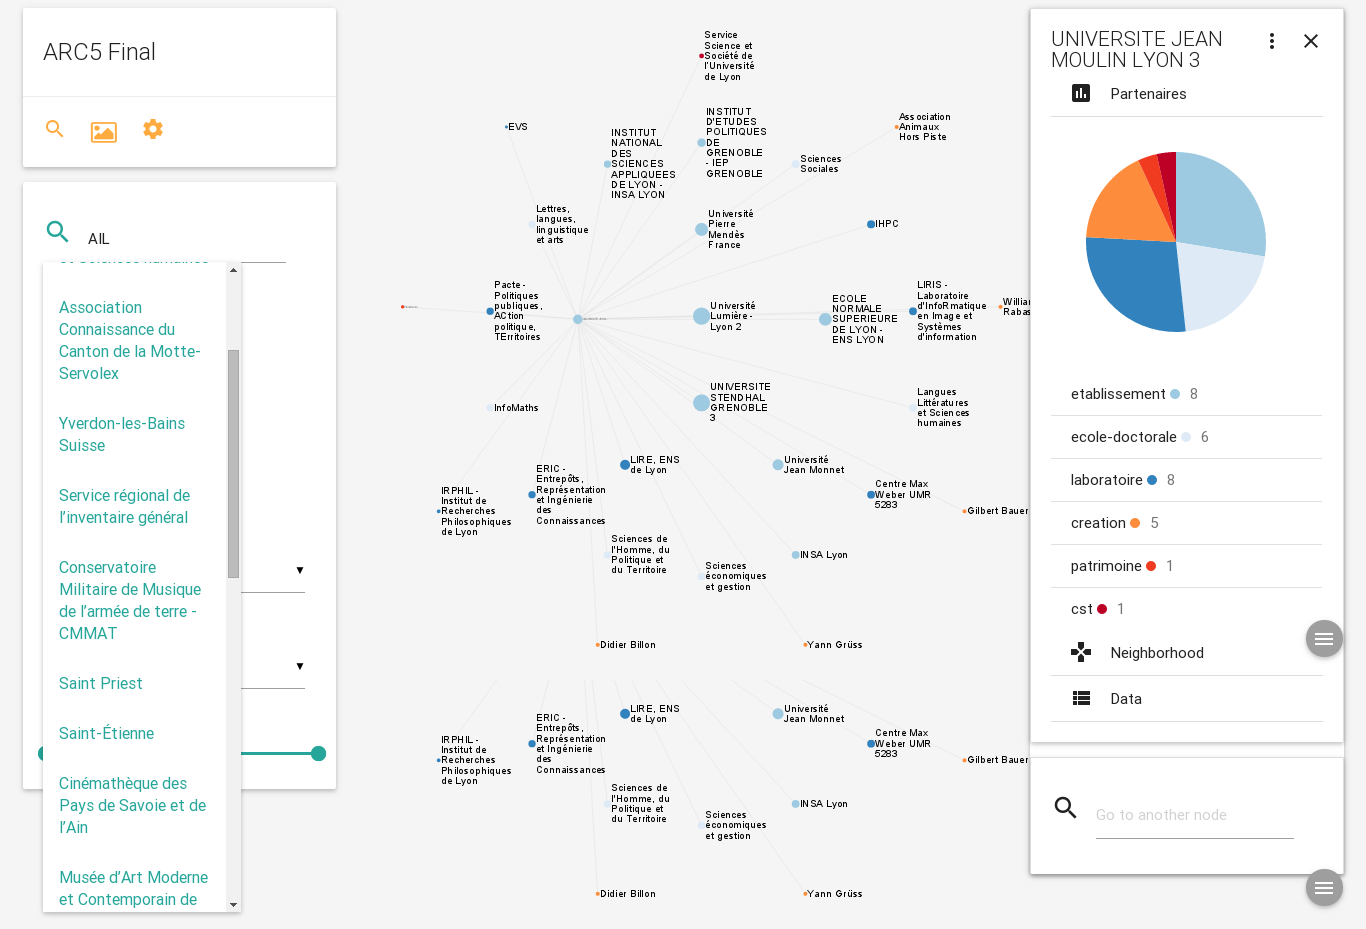 ARC5 Final
AIL
et Sciences humaines
Association
Connaissance du
Canton de la Motte-
Servolex
Yverdon-les-Bains
Suisse
Service régional de
l’inventaire général
Conservatoire
Militaire de Musique
de l’armée de terre -
CMMAT
Saint Priest
Saint-Étienne
Cinémathèque des
Pays de Savoie et de
l’Ain
Musée d’Art Moderne
et Contemporain de
Service
Science et
Société de
l'Université
de Lyon
EVS
INSTITUT
NATIONAL
DES
SCIENCES
APPLIQUEES
DE LYON -
INSA LYON
INSTITUT
D'ETUDES
POLITIQUES
DE
GRENOBLE
- IEP
GRENOBLE
Association
Animaux
Hors Piste
Sciences
Sociales
Lettres,
langues,
linguistique
et arts
Université
Pierre
Mendès
France
IHPC
Pacte -
Politiques
publiques,
ACtion
politique,
TErritoires
Université
Lumière -
Lyon 2
ECOLE
NORMALE
SUPERIEURE
DE LYON -
ENS LYON
LIRIS -
Laboratoire
d'InfoRmatique
en Image et
Systèmes
d'information
Willian
Rabas
InfoMaths
UNIVERSITE
STENDHAL
GRENOBLE
3
Langues
Littératures
et Sciences
humaines
IRPHIL -
Institut de
Recherches
Philosophiques
de Lyon
ERIC -
Entrepôts,
Représentation
et Ingénierie
des
Connaissances
LIRE, ENS
de Lyon
Université
Jean Monnet
Centre Max
Weber UMR
5283
Gilbert Bauer
Sciences de
l'Homme, du
Politique et
du Territoire
Sciences
économiques
et gestion
INSA Lyon
Didier Billon
Yann Grüss
IRPHIL -
Institut de
Recherches
Philosophiques
de Lyon
ERIC -
Entrepôts,
Représentation
et Ingénierie
des
Connaissances
LIRE, ENS
de Lyon
Université
Jean Monnet
Centre Max
Weber UMR
5283
Gilbert Bauer
Sciences de
l'Homme, du
Politique et
du Territoire
Sciences
économiques
et gestion
INSA Lyon
Didier Billon
Yann Grüss
UNIVERSITE JEAN
MOULIN LYON 3
Partenaires
etablissement 8
ecole-doctorale 6
laboratoire 8
creation 5
patrimoine 1
cst 1
Neighborhood
Data
Go to another node